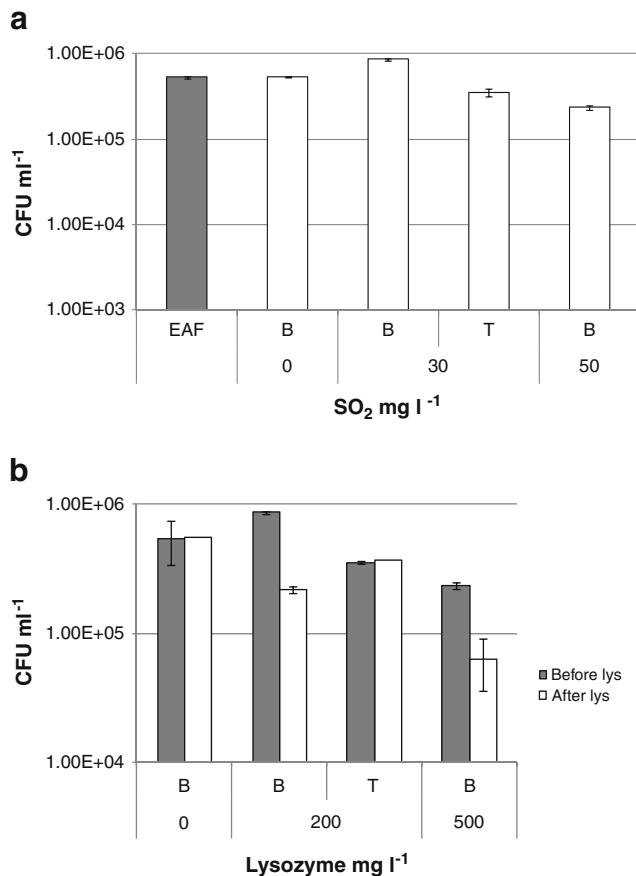 a
1.00E+06
1.00E+05
1.00E+04
1.00E+03
CFU ml⁻¹
EAF B B T B
0 30 50
SO₂ mg l⁻¹
b
1.00E+06
1.00E+05
1.00E+04
CFU ml⁻¹
Before lys
After lys
B B T B
0 200 500
Lysozyme mg l⁻¹